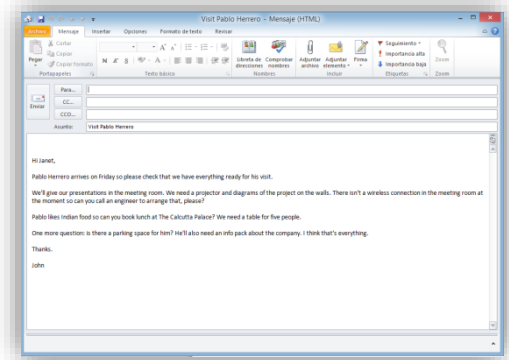 Visit Pablo Herrero - Mensaje (HTML)
Archivo Mensaje Insertar Opciones Formato de texto Revisar
Pegar
Cortar
Copiar
Copiar formato
Portapapeles
N K S
Texto básico
Libreta de direcciones
Comprobar nombres
Nombres
Adjuntar archivo
Adjuntar elemento
Firma
Incluir
Seguimiento
Importancia alta
Importancia baja
Etiquetas
Zoom
Zoom
Enviar
Para...
CC...
CCO...
Asunto: Visit Pablo Herrero
Hi Janet,
Pablo Herrero arrives on Friday so please check that we have everything ready for his visit.
We'll give our presentations in the meeting room. We need a projector and diagrams of the project on the walls. There isn't a wireless connection in the meeting room at
the moment so can you call an engineer to arrange that, please?
Pablo likes Indian food so can you book lunch at The Calcutta Palace? We need a table for five people.
One more question: is there a parking space for him? He'll also need an info pack about the company. I think that's everything.
Thanks.
John